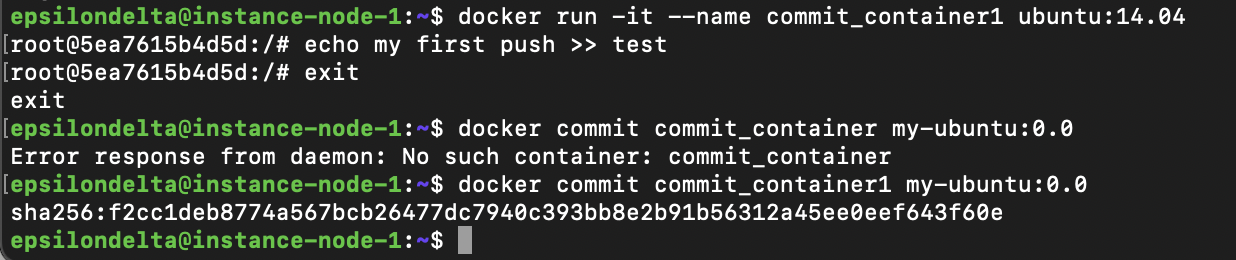 epsilondelta@instance-node-1:~$ docker run -it --name commit_container1 ubuntu:14.04
[root@5ea7615b4d5d:/# echo my first push >> test
[root@5ea7615b4d5d:/# exit
exit
[epsilondelta@instance-node-1:~$ docker commit commit_container my-ubuntu:0.0
Error response from daemon: No such container: commit_container
[epsilondelta@instance-node-1:~$ docker commit commit_container1 my-ubuntu:0.0
sha256:f2cc1deb8774a567bcb26477dc7940c393bb8e2b91b56312a45ee0eef643f60e
epsilondelta@instance-node-1:~$